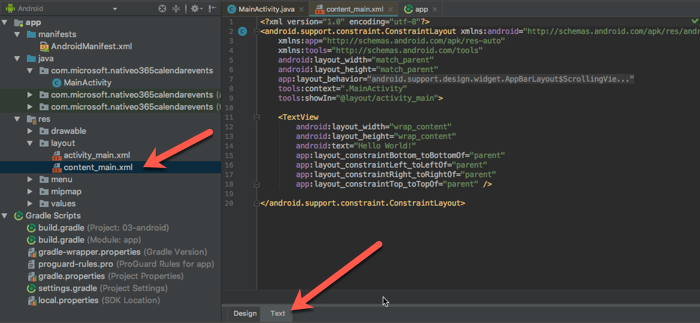 Android
app
manifests
AndroidManifest.xml
java
com.microsoft.nativeo365calendarevents
MainActivity
com.microsoft.nativeo365calendarevents
com.microsoft.nativeo365calendarevents
res
drawable
layout
activity_main.xml
content_main.xml
menu
mipmap
values
Gradle Scripts
build.gradle (Project: 03-android)
build.gradle (Module: app)
gradle-wrapper.properties (Gradle Version)
proguard-rules.pro (ProGuard Rules for app)
gradle.properties (Project Properties)
settings.gradle (Project Settings)
local.properties (SDK Location)
MainActivity.java × content_main.xml × app ×
1 <?xml version="1.0" encoding="utf-8"?>
2 <android.support.constraint.ConstraintLayout xmlns:android="http://schemas.android.com/apk/res/andr
3 xmlns:app="http://schemas.android.com/apk/res-auto"
4 xmlns:tools="http://schemas.android.com/tools"
5 android:layout_width="match_parent"
6 android:layout_height="match_parent"
7 app:layout_behavior="android.support.design.widget.AppBarLayout$ScrollingVie..."
8 tools:context=".MainActivity"
9 tools:showIn="@layout/activity_main">
10
11 <TextView
12 android:layout_width="wrap_content"
13 android:layout_height="wrap_content"
14 android:text="Hello World!"
15 app:layout_constraintBottom_toBottomOf="parent"
16 app:layout_constraintLeft_toLeftOf="parent"
17 app:layout_constraintRight_toRightOf="parent"
18 app:layout_constraintTop_toTopOf="parent" />
19
20 </android.support.constraint.ConstraintLayout>
Design Text